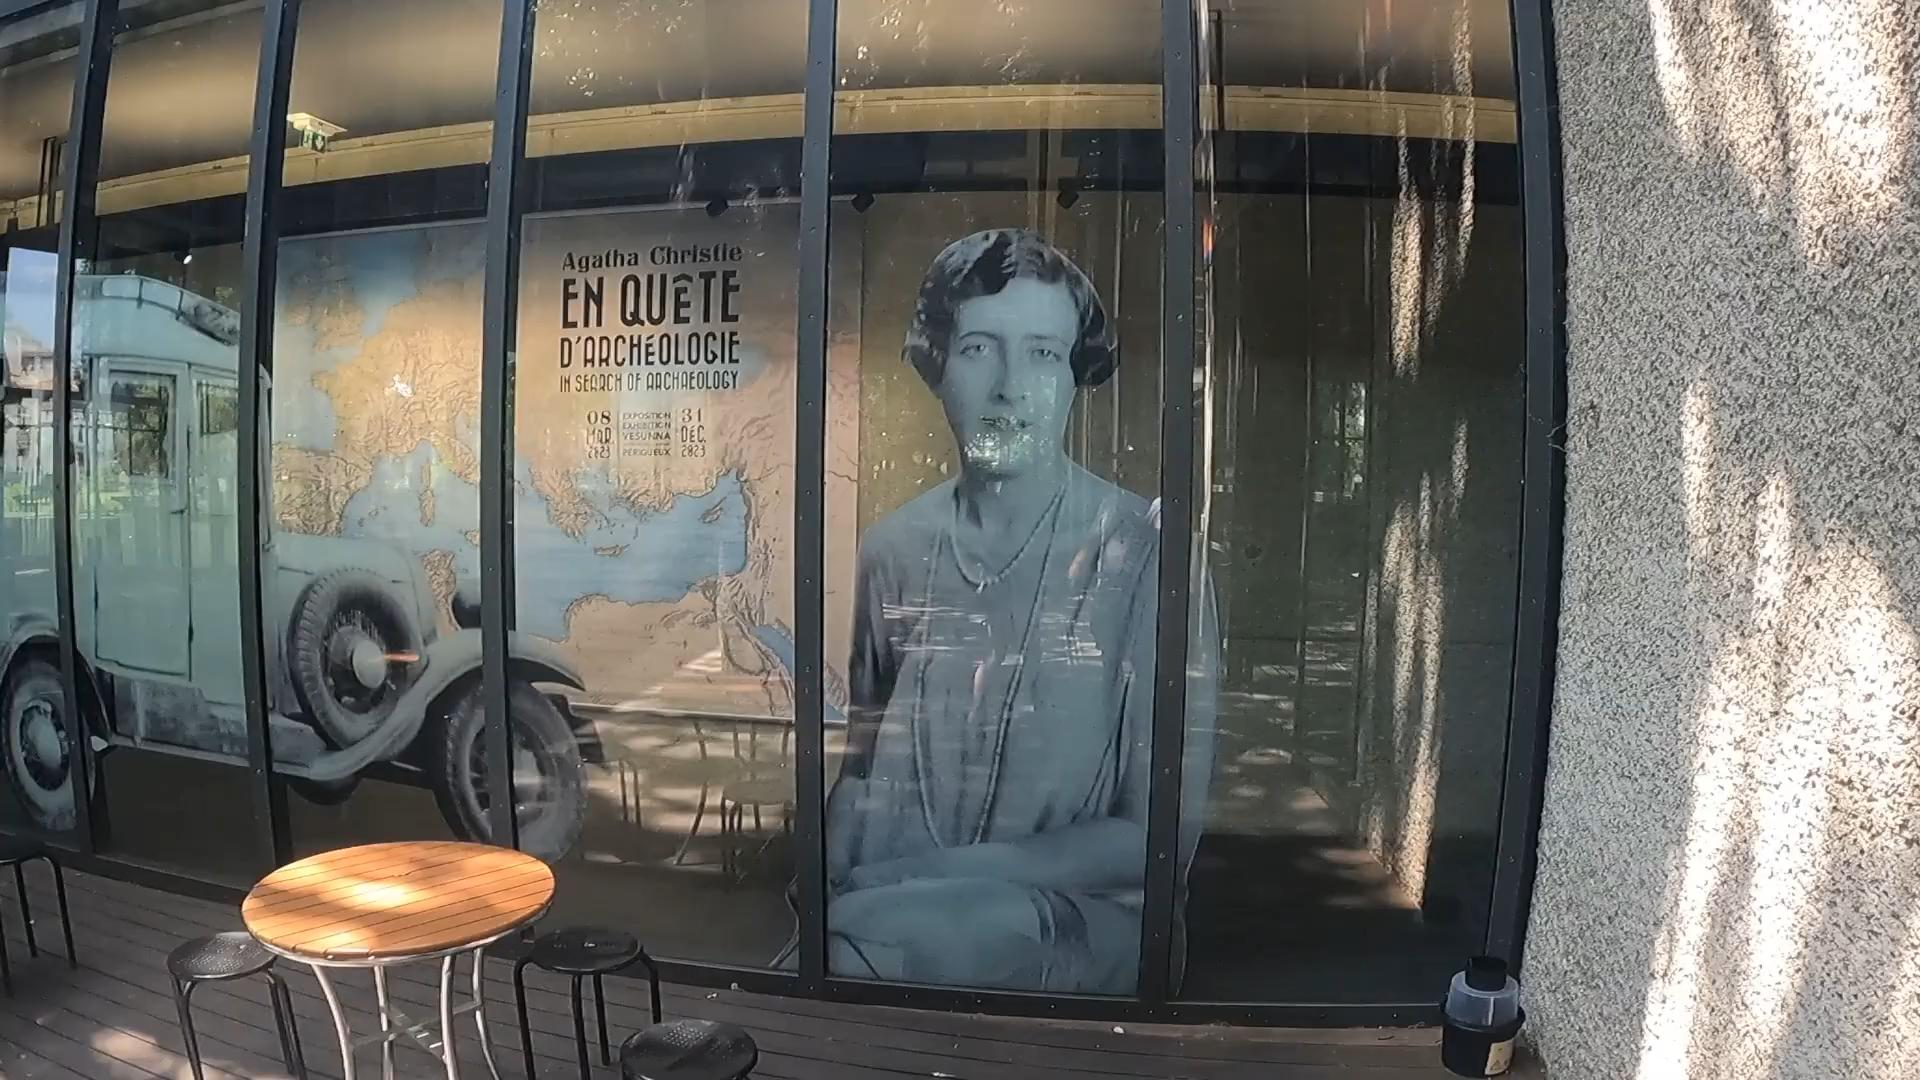 Agatha Christie
EN QUÊTE
D'ARCHÉOLOGIE
IN SEARCH OF ARCHAEOLOGY
08 EXPOSITION 31
MAR. EXHIBITION DÉC.
VESUNNA
2023 PÉRIGUEUX 2023